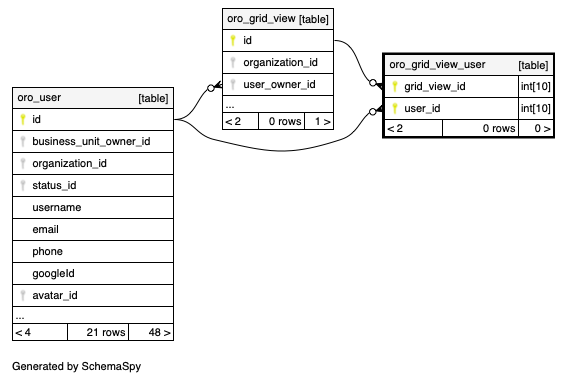 oro_grid_view [table]
id
organization_id
user_owner_id
...
< 2 0 rows 1 >
oro_grid_view_user [table]
grid_view_id int[10]
user_id int[10]
< 2 0 rows 0 >
oro_user [table]
id
business_unit_owner_id
organization_id
status_id
username
email
phone
googleId
avatar_id
...
< 4 21 rows 48 >
Generated by SchemaSpy